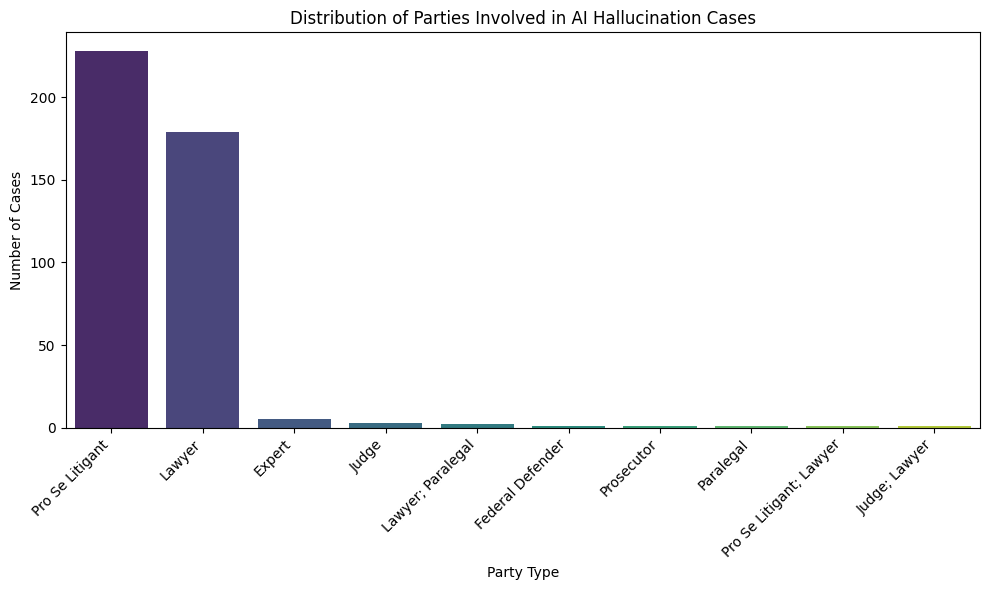 Distribution of Parties Involved in AI Hallucination Cases
Number of Cases
200
150
100
50
0
Pro Se Litigant
Lawyer
Expert
Judge
Lawyer; Paralegal
Federal Defender
Prosecutor
Paralegal
Pro Se Litigant; Lawyer
Judge; Lawyer
Party Type